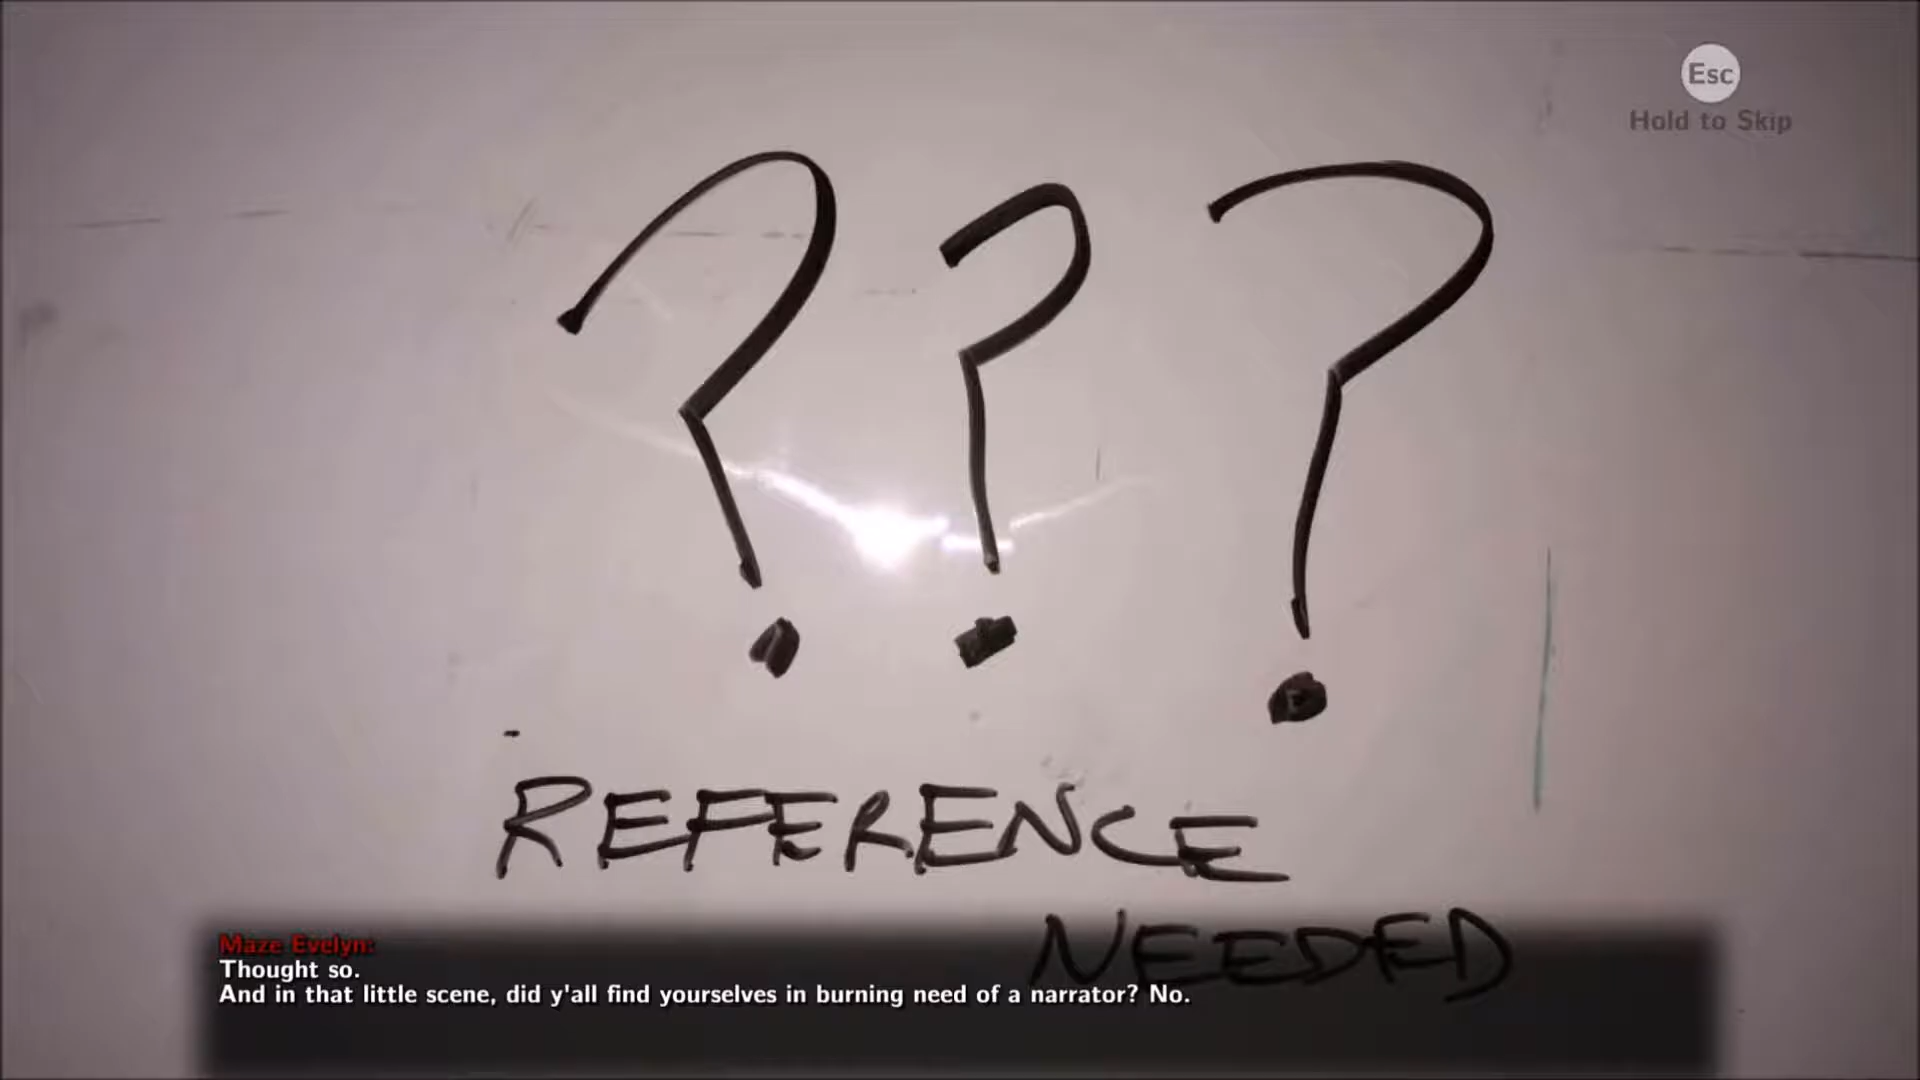 Esc
Hold to Skip
? ? ?
REFERENCE
NEEDED
Maze Evelyn:
Thought so.
And in that little scene, did y'all find yourselves in burning need of a narrator? No.